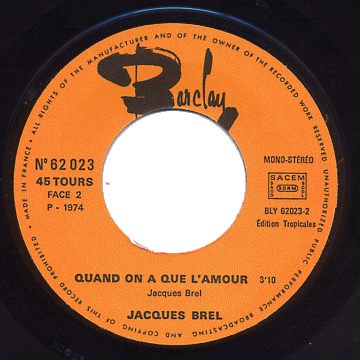 ALL RIGHTS OF THE MANUFACTURER AND OF THE OWNER OF THE RECORDED WORK RESERVED
UNAUTHORIZED PUBLIC PERFORMANCE BROADCASTING AND COPYING OF THIS RECORD PROHIBITED
• MADE IN FRANCE •
Barclay
N° 62 023
45 TOURS
FACE 2
P - 1974
MONO-STÉRÉO
SACEM
SDRM
BLY 62023-2
Édition Tropicales
QUAND ON A QUE L'AMOUR 3'10
Jacques Brel
JACQUES BREL